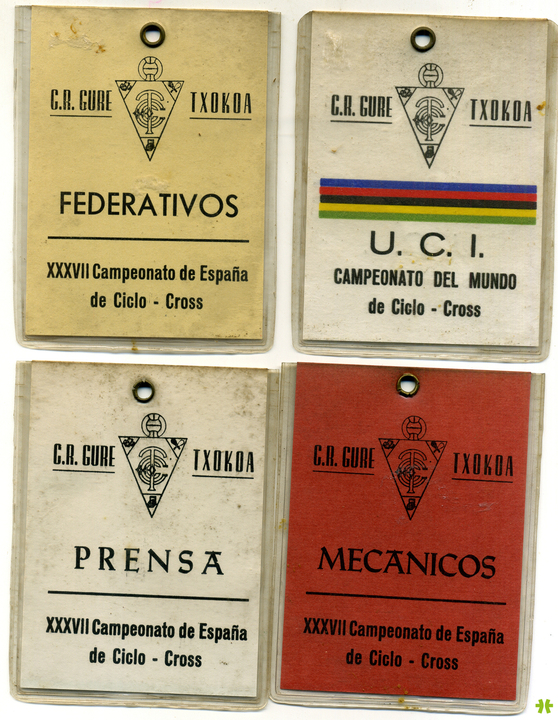 C.R. GURE TXOKOA
FEDERATIVOS
XXXVII Campeonato de España
de Ciclo - Cross
C.R. GURE TXOKOA
U. C. I.
CAMPEONATO DEL MUNDO
de Ciclo - Cross
C.R. GURE TXOKOA
PRENSA
XXXVII Campeonato de España
de Ciclo - Cross
C.R. GURE TXOKOA
MECANICOS
XXXVII Campeonato de España
de Ciclo - Cross